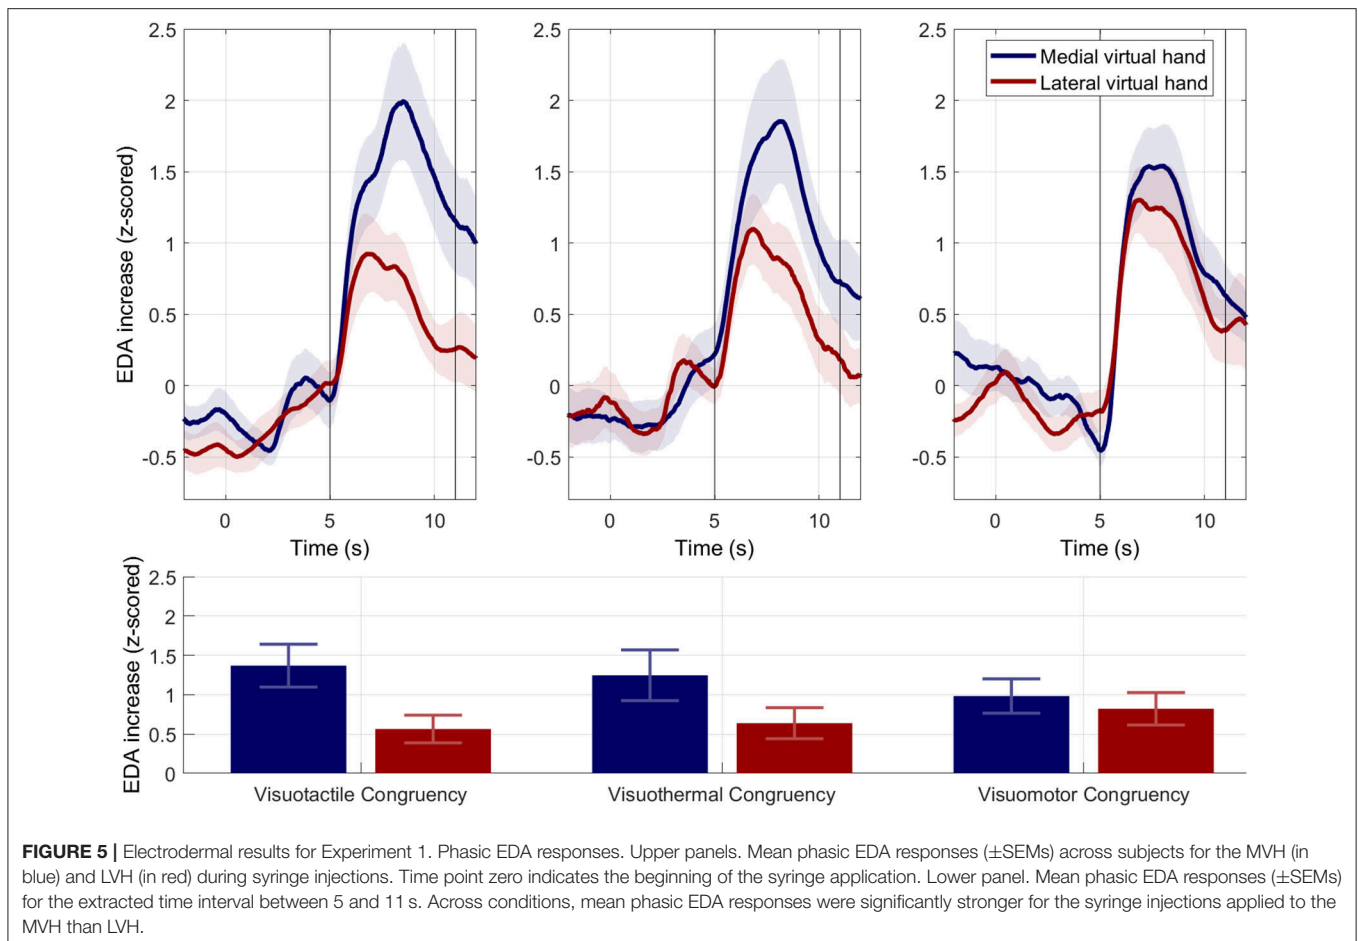 2.5
2
1.5
1
0.5
0
-0.5
EDA increase (z-scored)
0
5
10
Time (s)
2.5
2
1.5
1
0.5
0
-0.5
0
5
10
Time (s)
2.5
2
1.5
1
0.5
0
-0.5
0
5
10
Time (s)
Medial virtual hand
Lateral virtual hand
EDA increase (z-scored)
2.5
2
1.5
1
0.5
0
Visuotactile Congruency
Visuothermal Congruency
Visuomotor Congruency
FIGURE 5 | Electrodermal results for Experiment 1. Phasic EDA responses. Upper panels. Mean phasic EDA responses (±SEMs) across subjects for the MVH (in
blue) and LVH (in red) during syringe injections. Time point zero indicates the beginning of the syringe application. Lower panel. Mean phasic EDA responses (±SEMs)
for the extracted time interval between 5 and 11 s. Across conditions, mean phasic EDA responses were significantly stronger for the syringe injections applied to the
MVH than LVH.